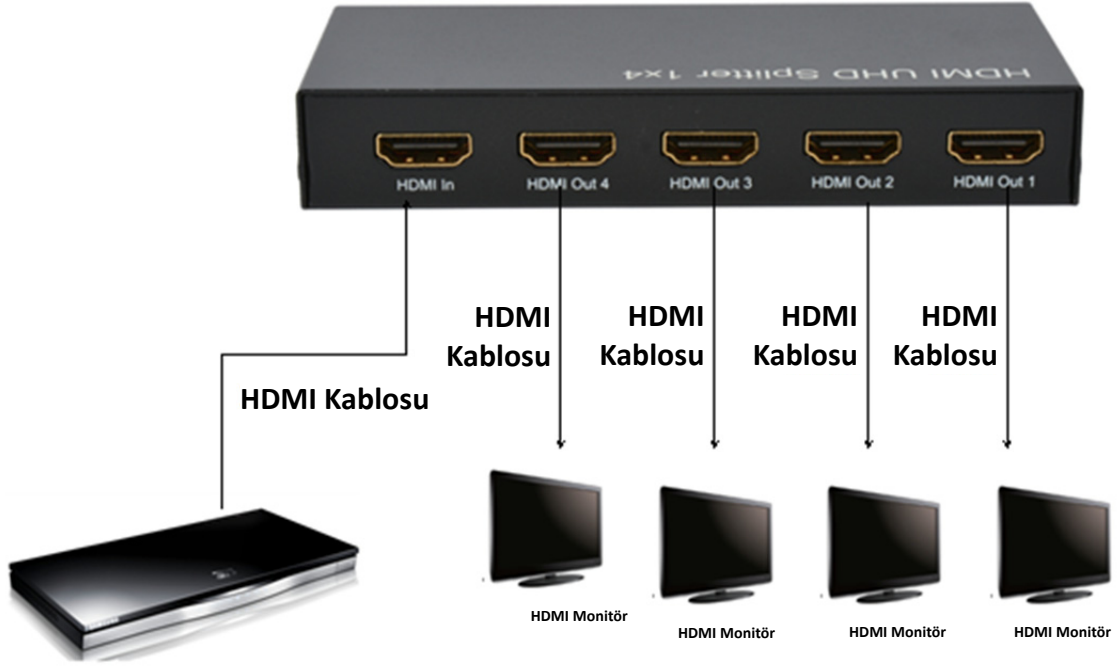 HDMI UHD Splitter 1x4
HDMI In
HDMI Out 4
HDMI Out 3
HDMI Out 2
HDMI Out 1
HDMI
Kablosu
HDMI
Kablosu
HDMI
Kablosu
HDMI
Kablosu
HDMI Kablosu
HDMI Monitör
HDMI Monitör
HDMI Monitör
HDMI Monitör